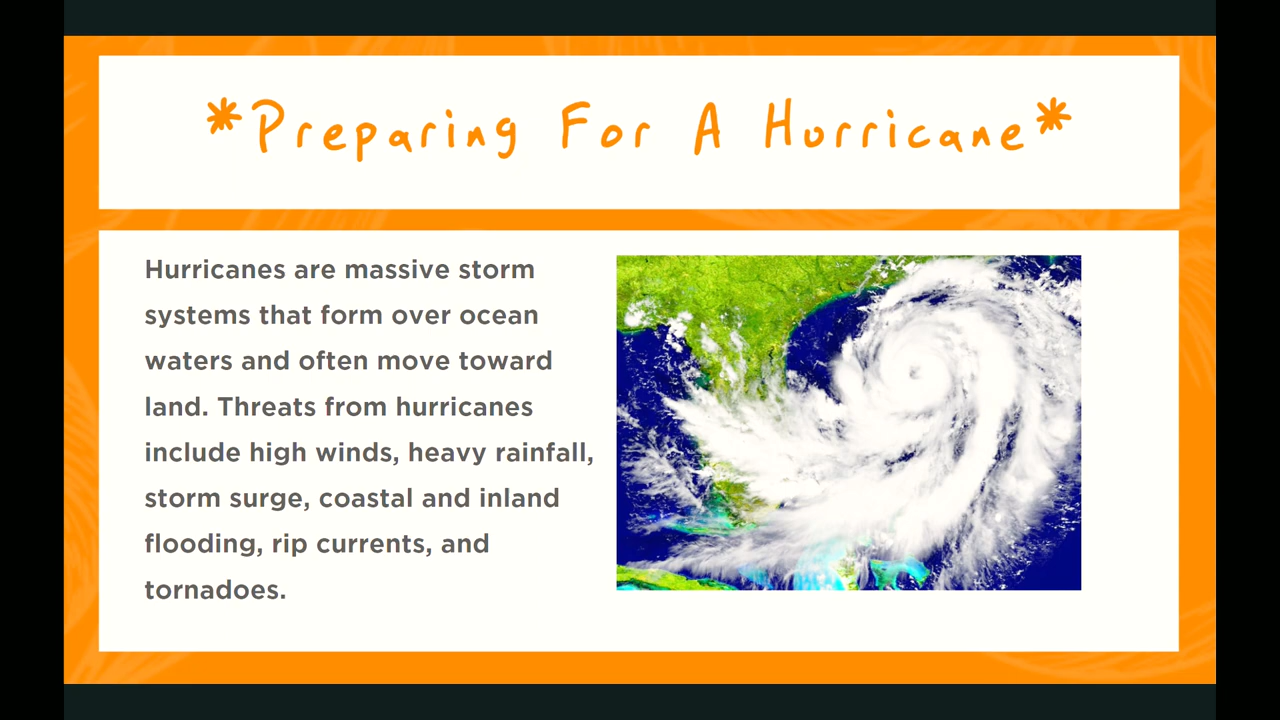 *Preparing For A Hurricane*
Hurricanes are massive storm
systems that form over ocean
waters and often move toward
land. Threats from hurricanes
include high winds, heavy rainfall,
storm surge, coastal and inland
flooding, rip currents, and
tornadoes.